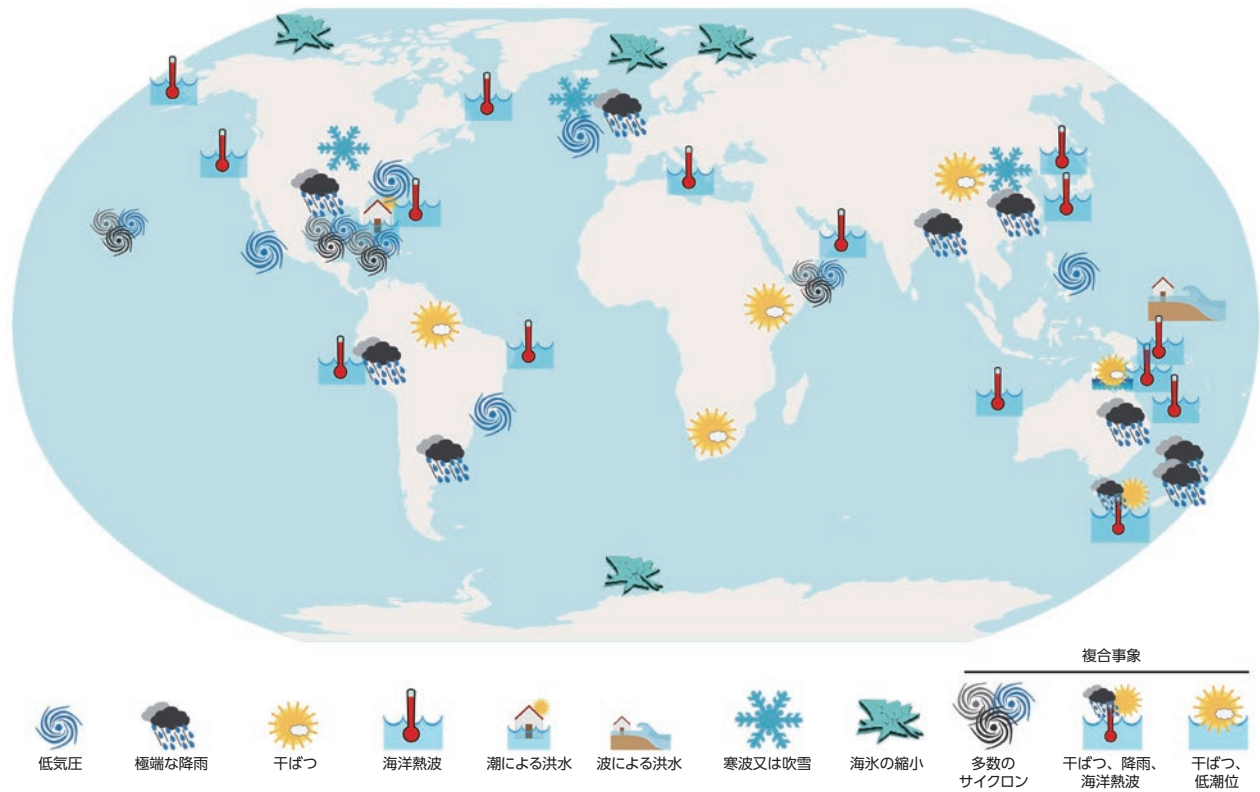 複合事象
低気圧
極端な降雨
干ばつ
海洋熱波
潮による洪水
波による洪水
寒波又は吹雪
海氷の縮小
多数の
サイクロン
干ばつ、降雨、
海洋熱波
干ばつ、
低潮位